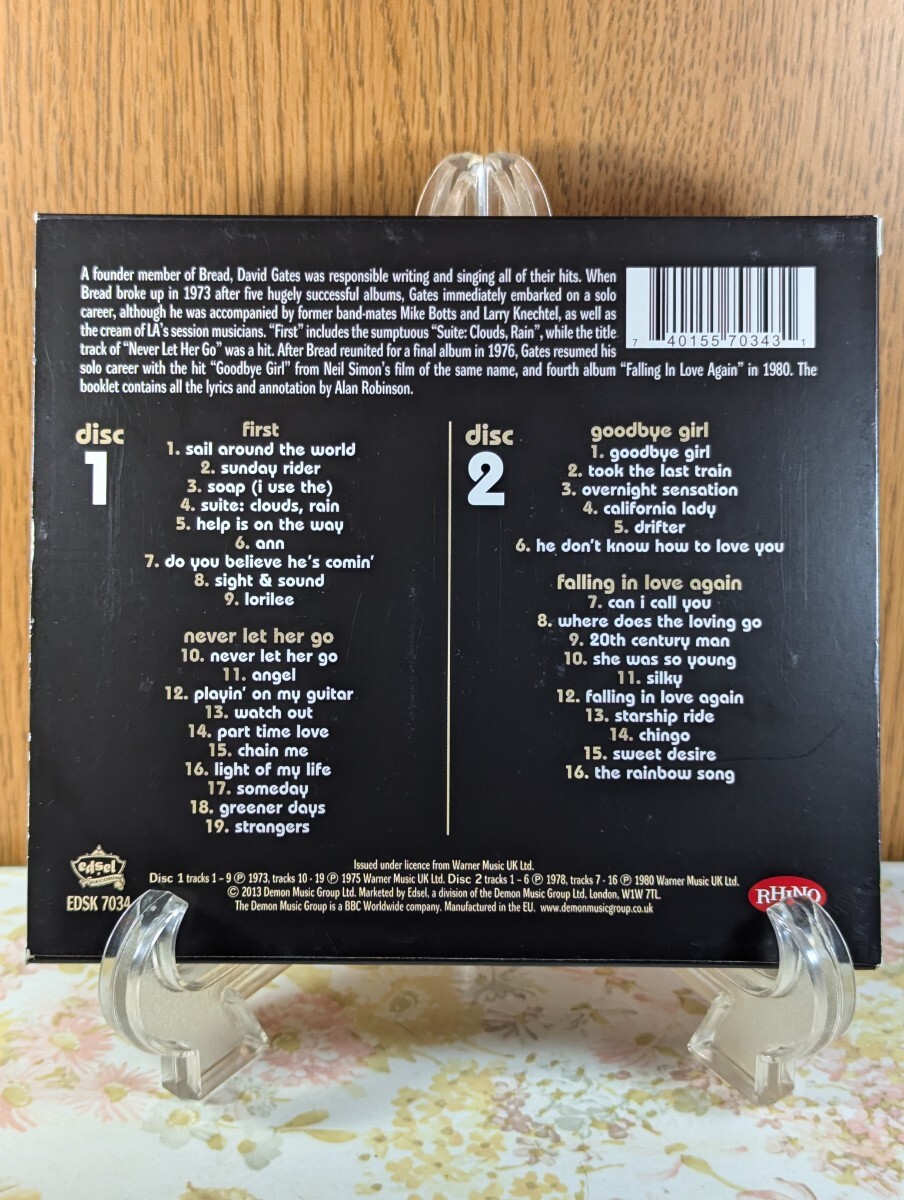 A founder member of Bread, David Gates was responsible writing and singing all of their hits. When
Bread broke up in 1973 after five hugely successful albums, Gates immediately embarked on a solo
career, although he was accompanied by former band-mates Mike Botts and Larry Knechtel, as well as
the cream of LA's session musicians. "First" includes the sumptuous "Suite: Clouds, Rain", while the title
track of "Never Let Her Go" was a hit. After Bread reunited for a final album in 1976, Gates resumed his
solo career with the hit "Goodbye Girl" from Neil Simon's film of the same name, and fourth album "Falling In Love Again" in 1980. The
booklet contains all the lyrics and annotation by Alan Robinson.
7 40155 70343 1
disc
1
first
1. sail around the world
2. sunday rider
3. soap (i use the)
4. suite: clouds, rain
5. help is on the way
6. ann
7. do you believe he's comin'
8. sight & sound
9. lorilee
never let her go
10. never let her go
11. angel
12. playin' on my guitar
13. watch out
14. part time love
15. chain me
16. light of my life
17. someday
18. greener days
19. strangers
disc
2
goodbye girl
1. goodbye girl
2. took the last train
3. overnight sensation
4. california lady
5. drifter
6. he don't know how to love you
falling in love again
7. can i call you
8. where does the loving go
9. 20th century man
10. she was so young
11. silky
12. falling in love again
13. starship ride
14. chingo
15. sweet desire
16. the rainbow song
edsel
RECORDS
EDSK 7034
Issued under licence from Warner Music UK Ltd.
Disc 1 tracks 1 - 9 ℗ 1973, tracks 10 - 19 ℗ 1975 Warner Music UK Ltd. Disc 2 tracks 1 - 6 ℗ 1978, tracks 7 - 16 ℗ 1980 Warner Music UK Ltd.
© 2013 Demon Music Group Ltd. Marketed by Edsel, a division of the Demon Music Group Ltd, London, W1W 7TL.
The Demon Music Group is a BBC Worldwide company. Manufactured in the EU. www.demonmusicgroup.co.uk
RHINO